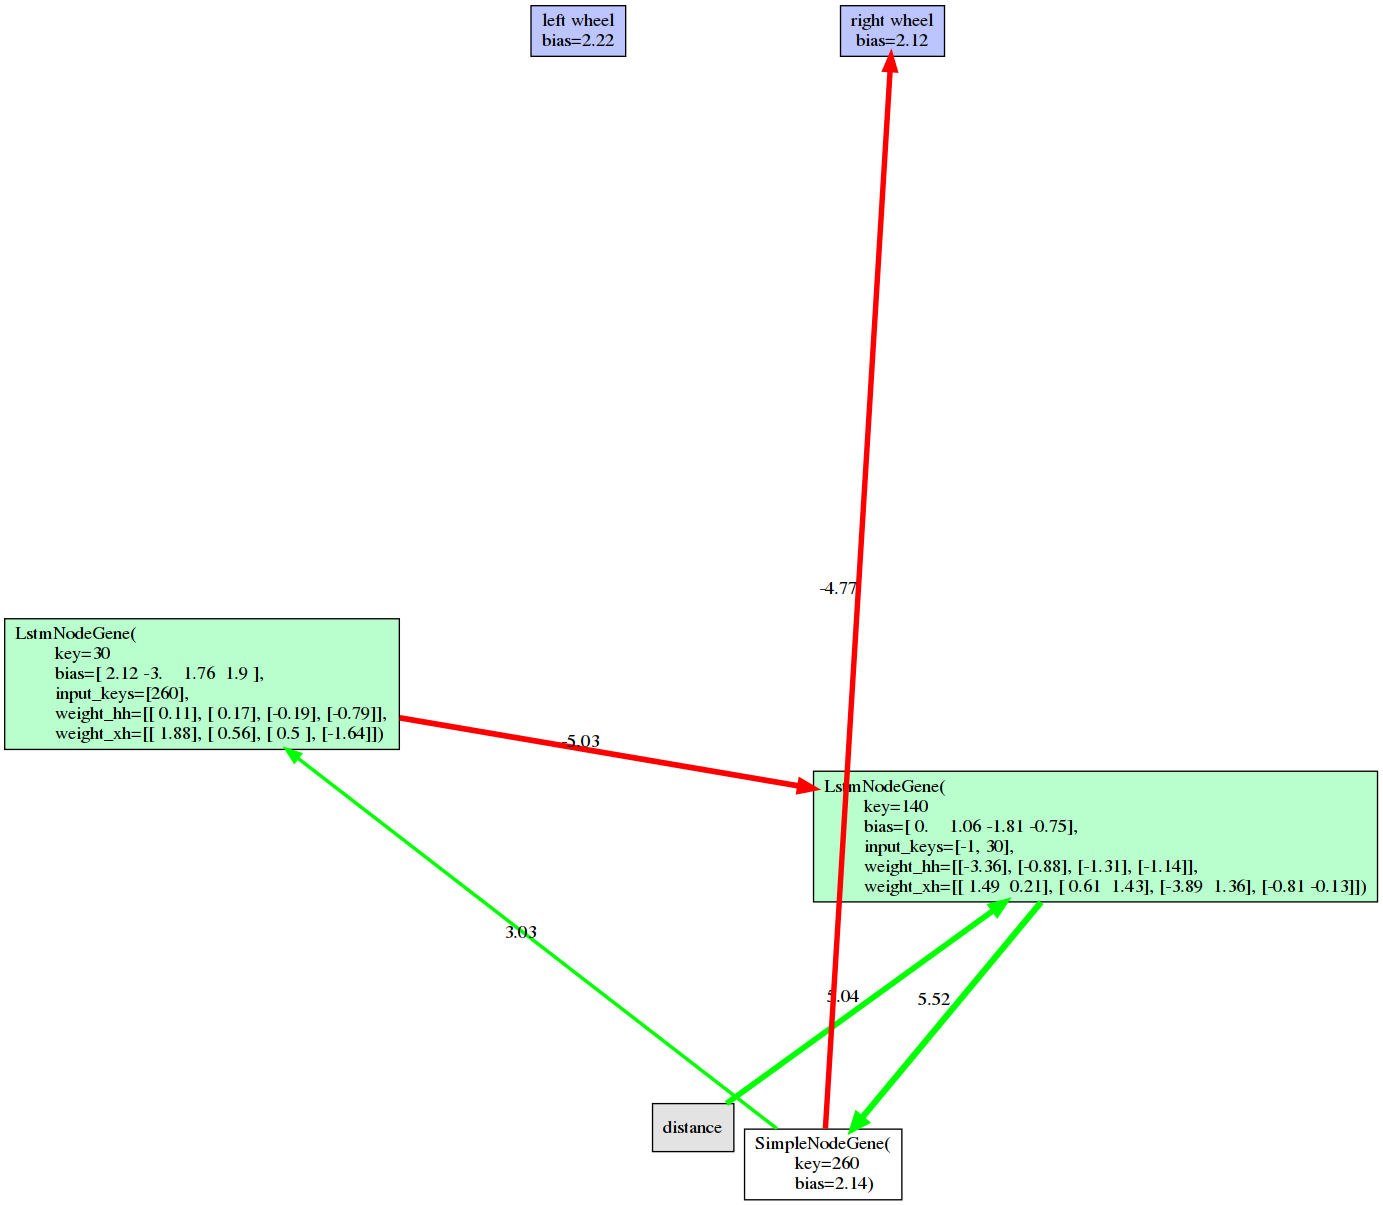 left wheel
bias=2.22
right wheel
bias=2.12
-4.77
LstmNodeGene(
key=30
bias=[ 2.12 -3.    1.76  1.9 ],
input_keys=[260],
weight_hh=[[ 0.11], [ 0.17], [-0.19], [-0.79]],
weight_xh=[[ 1.88], [ 0.56], [ 0.5 ], [-1.64]])
-5.03
LstmNodeGene(
key=140
bias=[ 0.    1.06 -1.81 -0.75],
input_keys=[-1, 30],
weight_hh=[[-3.36], [-0.88], [-1.31], [-1.14]],
weight_xh=[[ 1.49  0.21], [ 0.61  1.43], [-3.89  1.36], [-0.81 -0.13]])
3.03
5.04
5.52
distance
SimpleNodeGene(
key=260
bias=2.14)